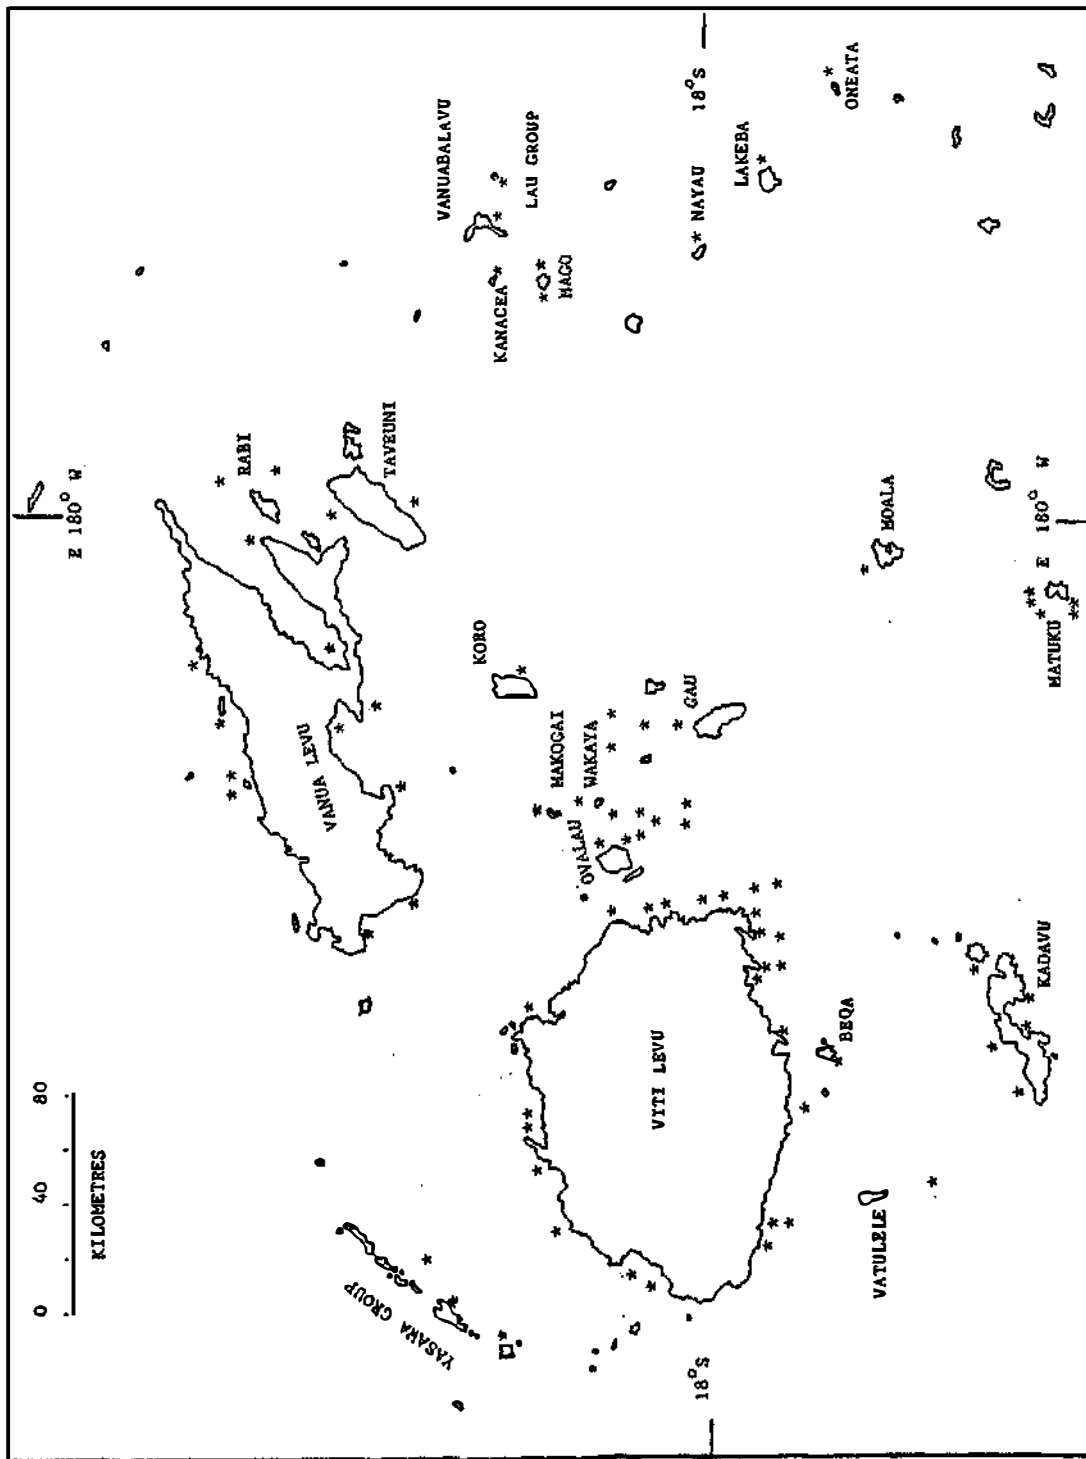 0 40 80
KILOMETRES
E 180° W
YASAWA GROUP
VANUA LEVU
RABI
TAVEUNI
KORO
MAKOGAI
WAKAYA
OVALAU
GAU
VANUABALAVU
LAU GROUP
KANACEA
MAGO
18°S
NAYAU
LAKEBA
ONEATA
VITI LEVU
18°S
BEQA
VATULELE
KADAVU
MOALA
MATUKU
E 180° W